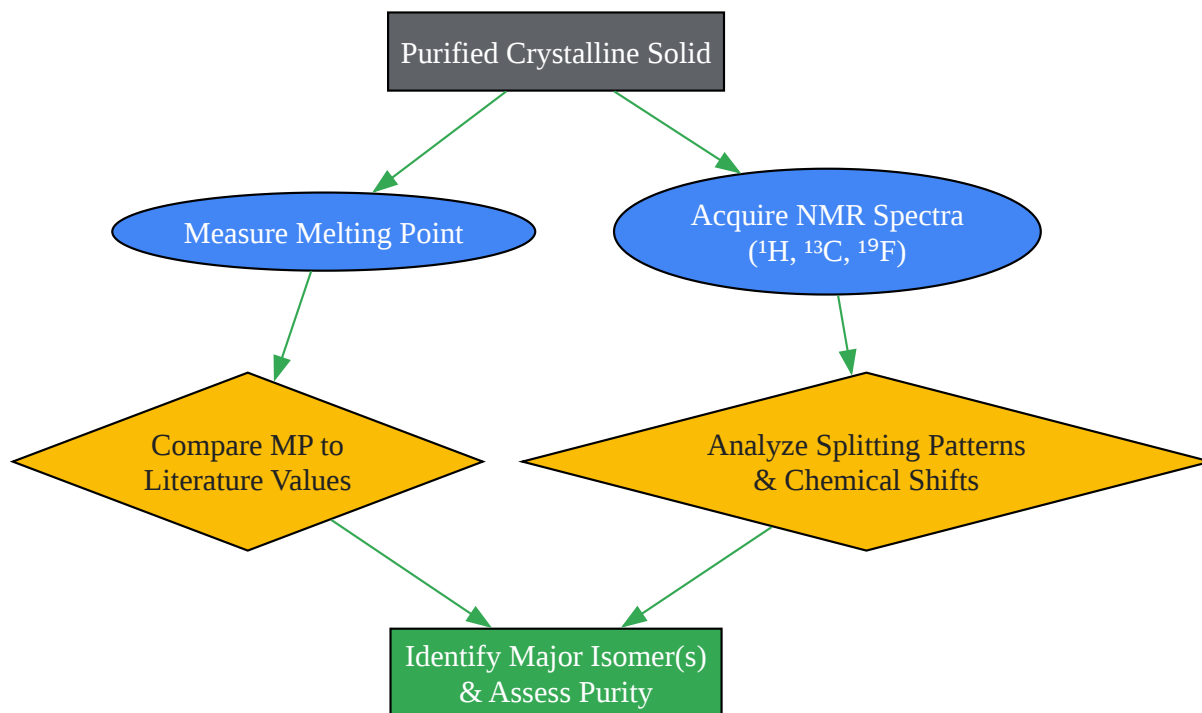 Purified Crystalline Solid
Measure Melting Point
Acquire NMR Spectra
(¹H, ¹³C, ¹⁹F)
Compare MP to
Literature Values
Analyze Splitting Patterns
& Chemical Shifts
Identify Major Isomer(s)
& Assess Purity